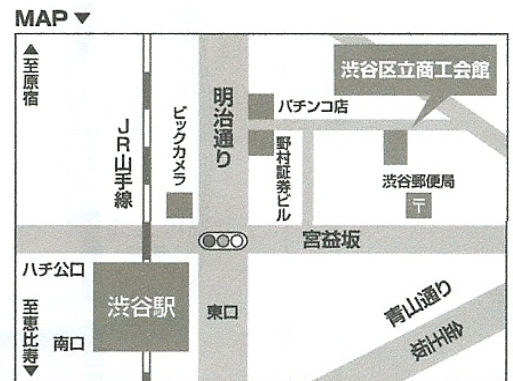 MAP▼
▲至原宿
JR山手線
ビックカメラ
明治通り
パチンコ店
野村証券ビル
渋谷区立商工会館
渋谷郵便局
〒
宮益坂
ハチ公口
渋谷駅
東口
南口
至恵比寿▼
青山通り
金王坂